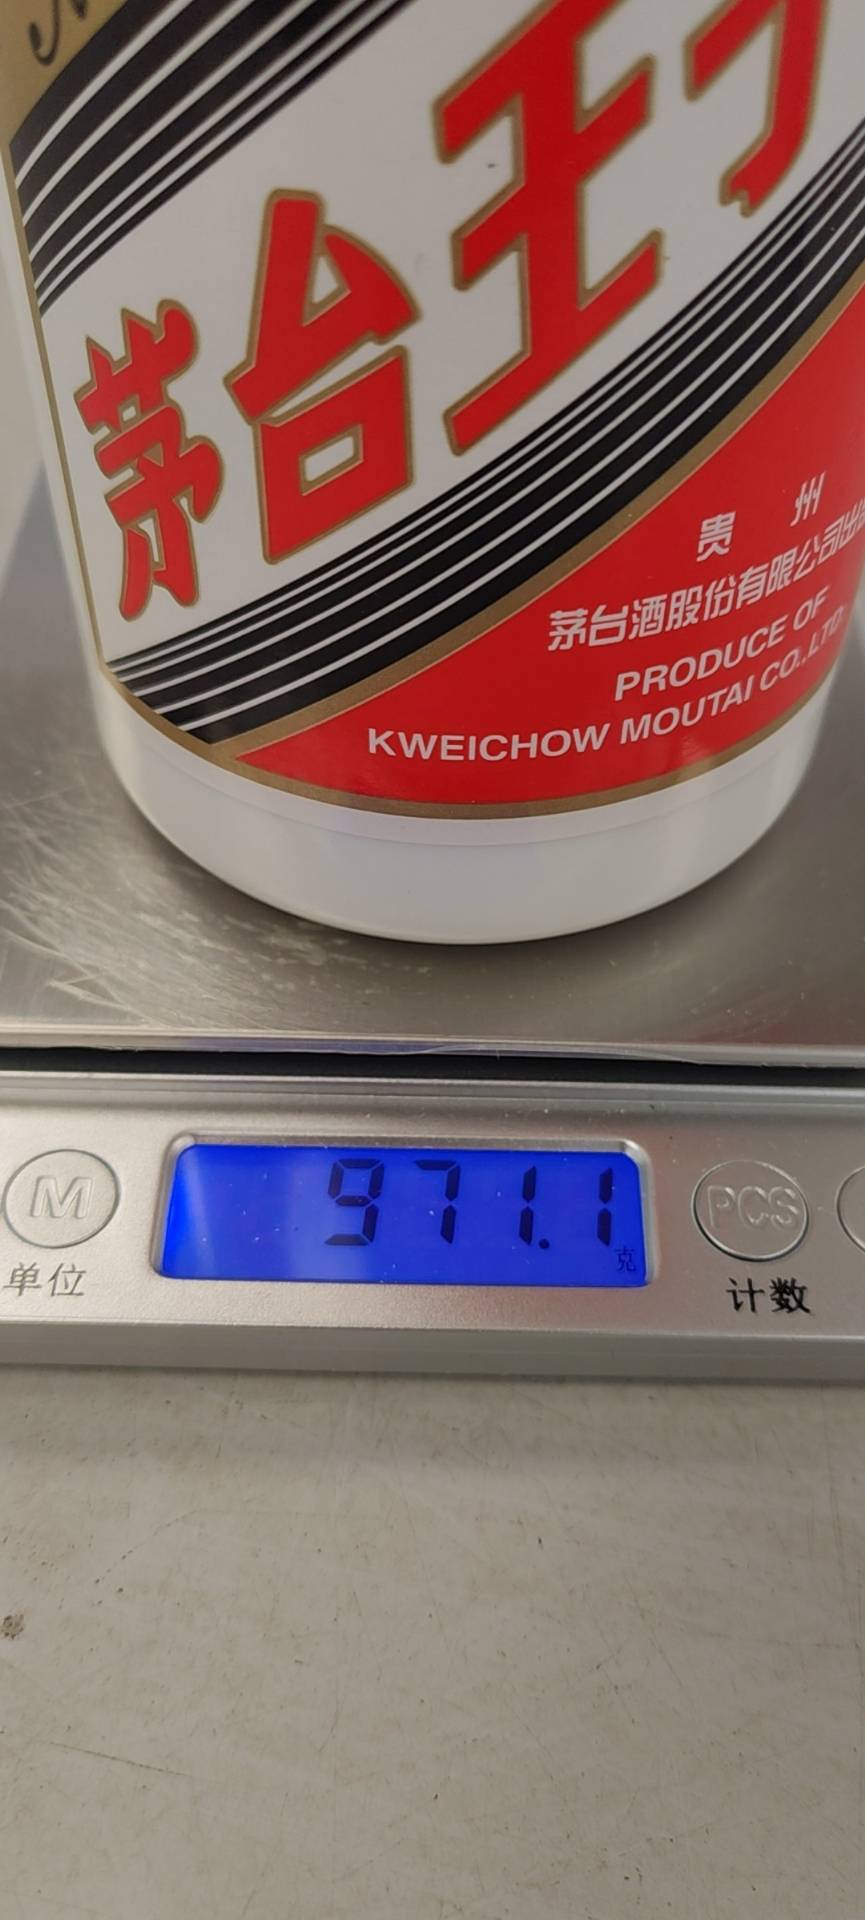 茅台王
贵 州
茅台酒股份有限公司出
PRODUCE OF
KWEICHOW MOUTAI CO.,LTD
971.1
克
M
单位
PCS
计数